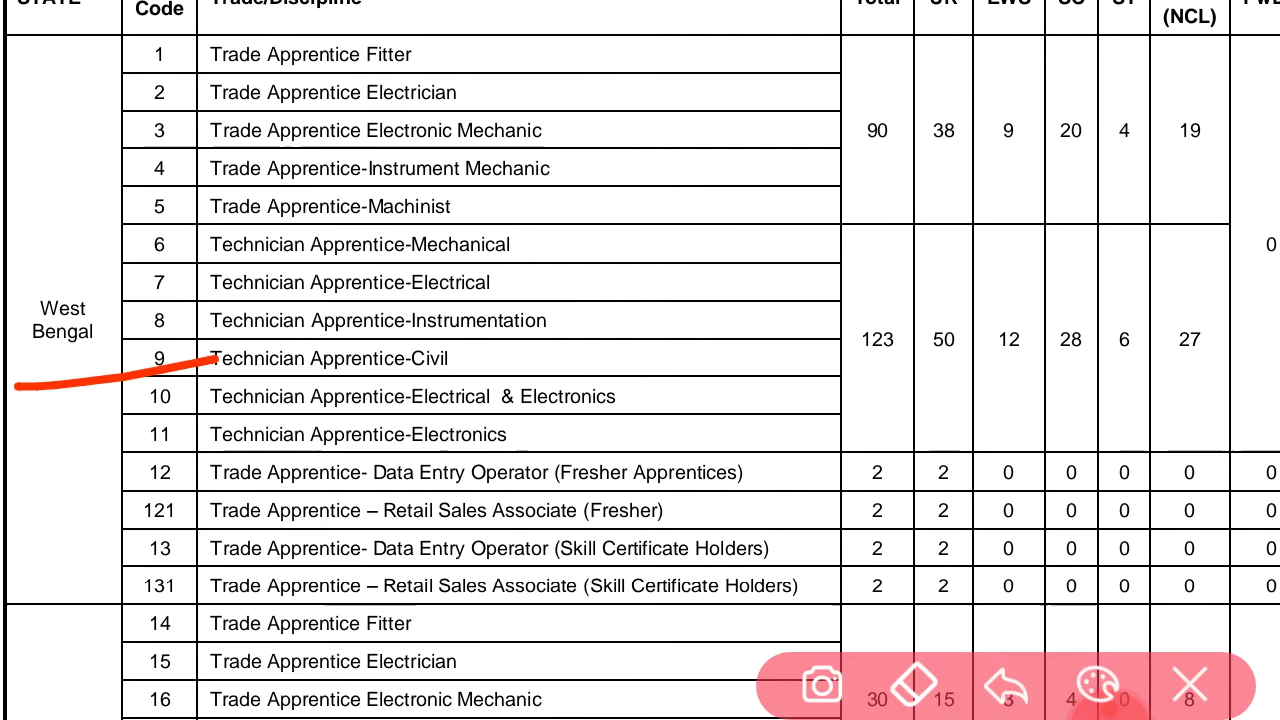 STATE Code Trade/Discipline Total UR EWS SC ST (NCL)
1 Trade Apprentice Fitter
2 Trade Apprentice Electrician
3 Trade Apprentice Electronic Mechanic 90 38 9 20 4 19
4 Trade Apprentice-Instrument Mechanic
5 Trade Apprentice-Machinist
6 Technician Apprentice-Mechanical 0
7 Technician Apprentice-Electrical
West Bengal
8 Technician Apprentice-Instrumentation
123 50 12 28 6 27
9 Technician Apprentice-Civil
10 Technician Apprentice-Electrical & Electronics
11 Technician Apprentice-Electronics
12 Trade Apprentice- Data Entry Operator (Fresher Apprentices) 2 2 0 0 0 0 0
121 Trade Apprentice – Retail Sales Associate (Fresher) 2 2 0 0 0 0 0
13 Trade Apprentice- Data Entry Operator (Skill Certificate Holders) 2 2 0 0 0 0 0
131 Trade Apprentice – Retail Sales Associate (Skill Certificate Holders) 2 2 0 0 0 0 0
14 Trade Apprentice Fitter
15 Trade Apprentice Electrician
16 Trade Apprentice Electronic Mechanic 30 15 3 4 0 8